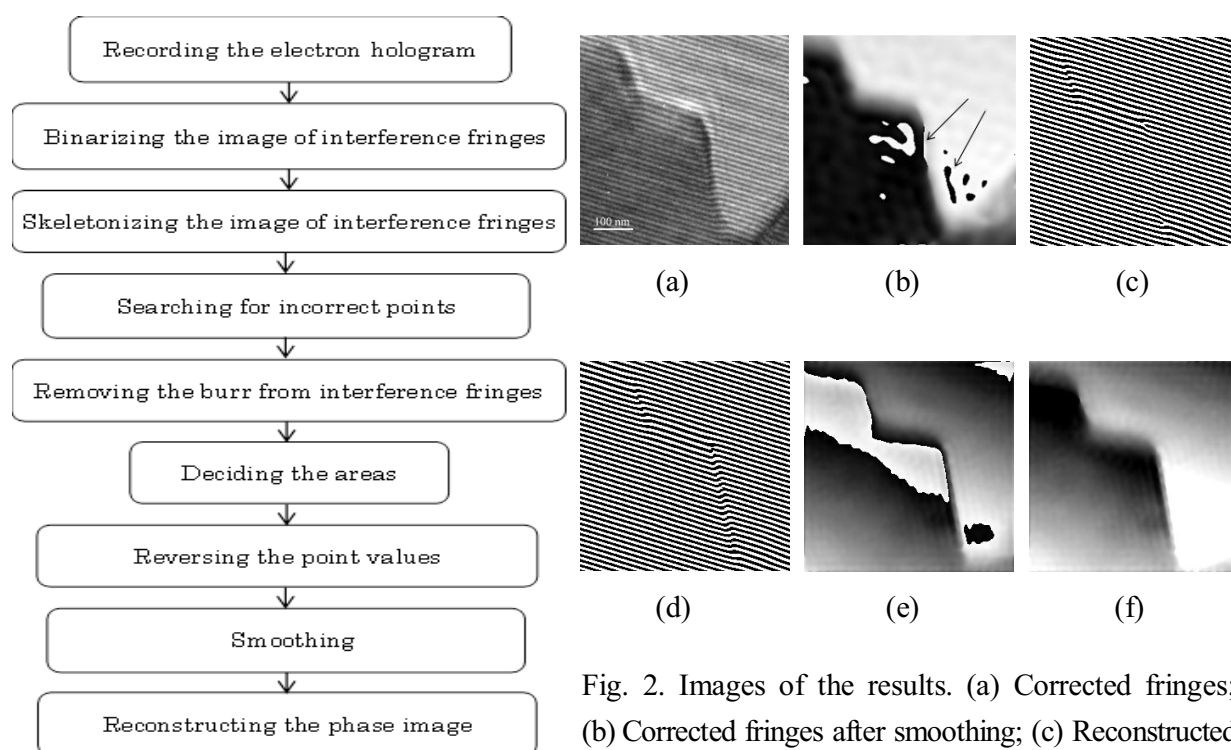 Recording the electron hologram
Binarizing the image of interference fringes
Skeletonizing the image of interference fringes
Searching for incorrect points
Removing the burr from interference fringes
Deciding the areas
Reversing the point values
Smoothing
Reconstructing the phase image
100 nm
(a) (b) (c)
(d) (e) (f)
Fig. 2. Images of the results. (a) Corrected fringes;
(b) Corrected fringes after smoothing; (c) Reconstructed